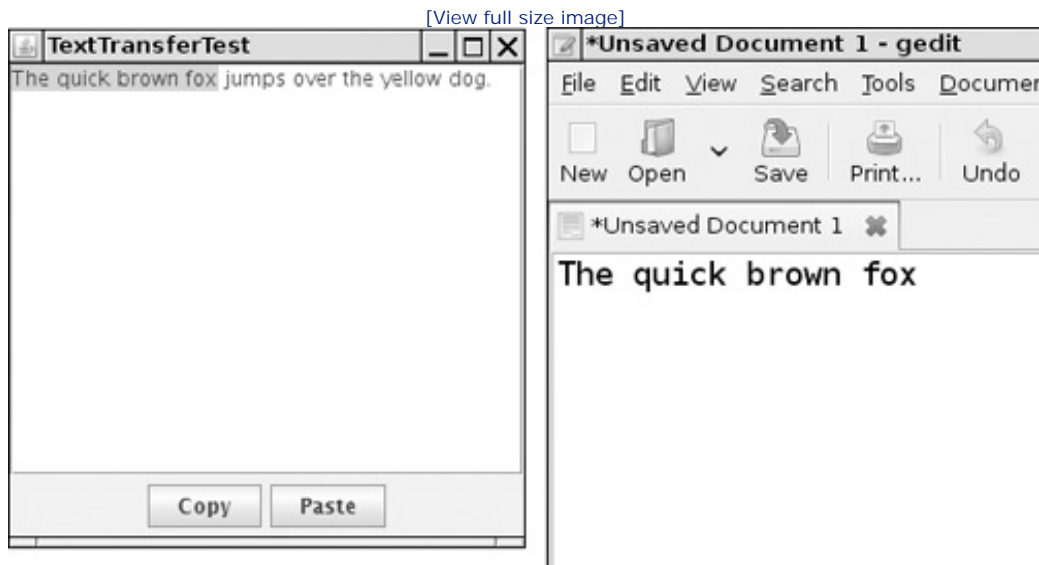 [View full size image]
TextTransferTest
The quick brown fox jumps over the yellow dog.
Copy Paste
*Unsaved Document 1 - gedit
File Edit View Search Tools Documen
New Open Save Print... Undo
*Unsaved Document 1
The quick brown fox